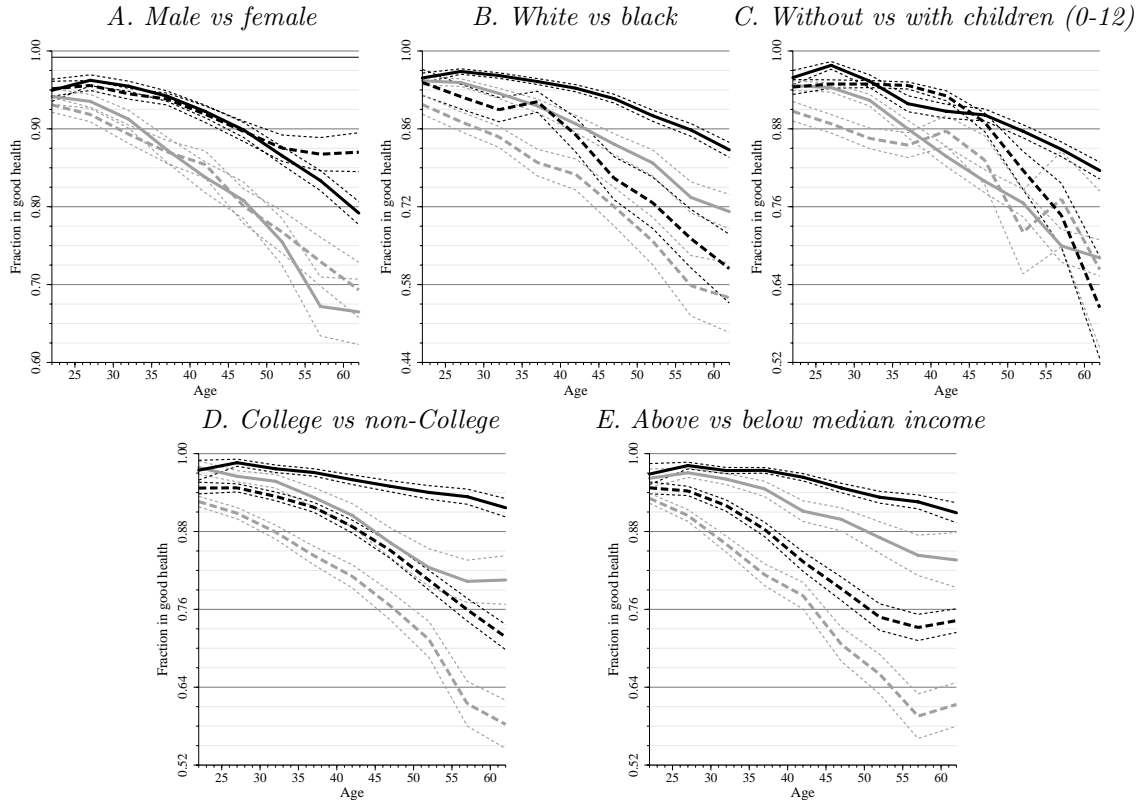 A. Male vs female
1.00
0.90
0.80
0.70
0.60
Fraction in good health
25 30 35 40 45 50 55 60
Age
B. White vs black
1.00
0.86
0.72
0.58
0.44
Fraction in good health
25 30 35 40 45 50 55 60
Age
C. Without vs with children (0-12)
1.00
0.88
0.76
0.64
0.52
Fraction in good health
25 30 35 40 45 50 55 60
Age
D. College vs non-College
1.00
0.88
0.76
0.64
0.52
Fraction in good health
25 30 35 40 45 50 55 60
Age
E. Above vs below median income
1.00
0.88
0.76
0.64
0.52
Fraction in good health
25 30 35 40 45 50 55 60
Age